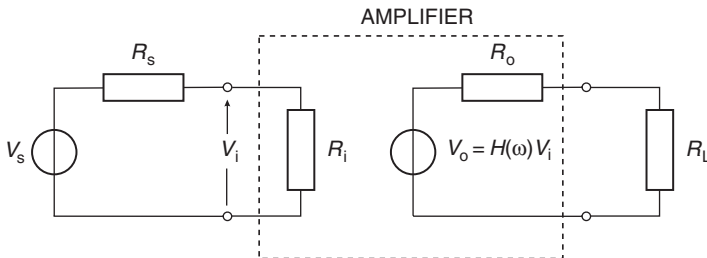 AMPLIFIER
Rs Ro
Vs Vi Ri Vo = H(ω)Vi RL